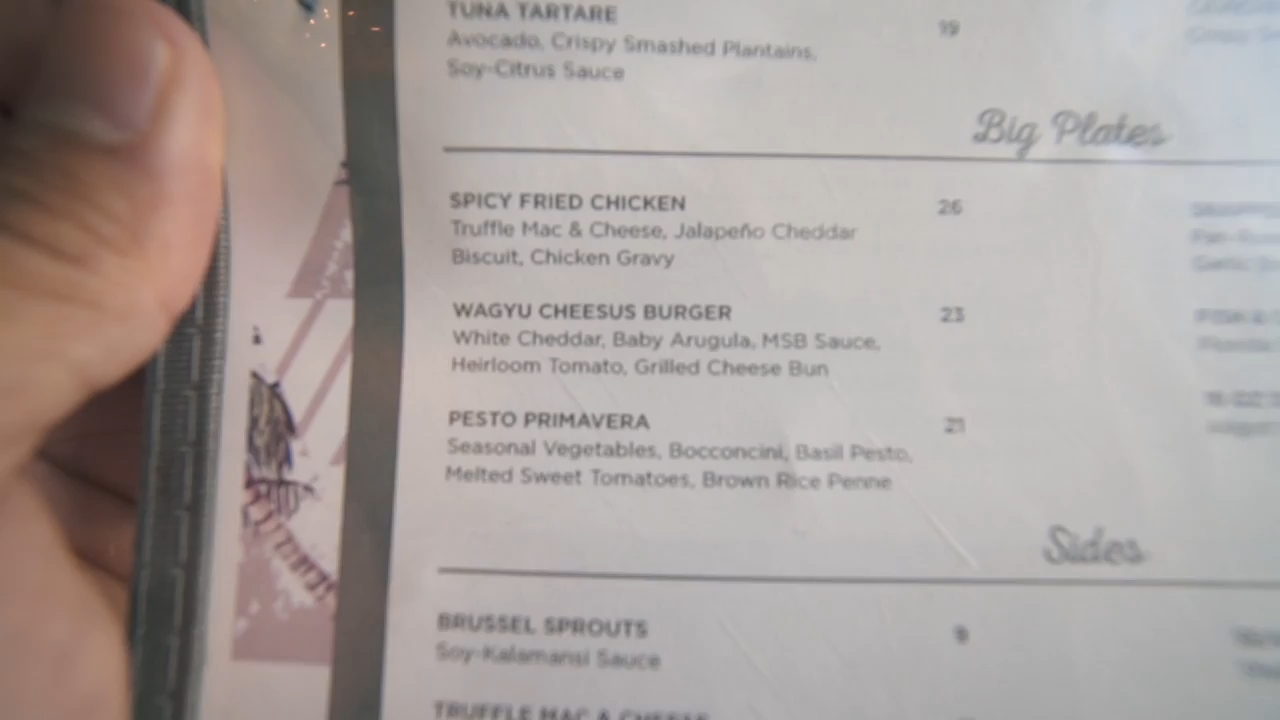 TUNA TARTARE 19
Avocado, Crispy Smashed Plantains,
Soy-Citrus Sauce
Big Plates
SPICY FRIED CHICKEN 26
Truffle Mac & Cheese, Jalapeño Cheddar
Biscuit, Chicken Gravy
WAGYU CHEESUS BURGER 23
White Cheddar, Baby Arugula, MSB Sauce,
Heirloom Tomato, Grilled Cheese Bun
PESTO PRIMAVERA 21
Seasonal Vegetables, Bocconcini, Basil Pesto,
Melted Sweet Tomatoes, Brown Rice Penne
Sides
BRUSSEL SPROUTS
Soy-Kalamansi Sauce
TRUFFLE MAC & CHEESE